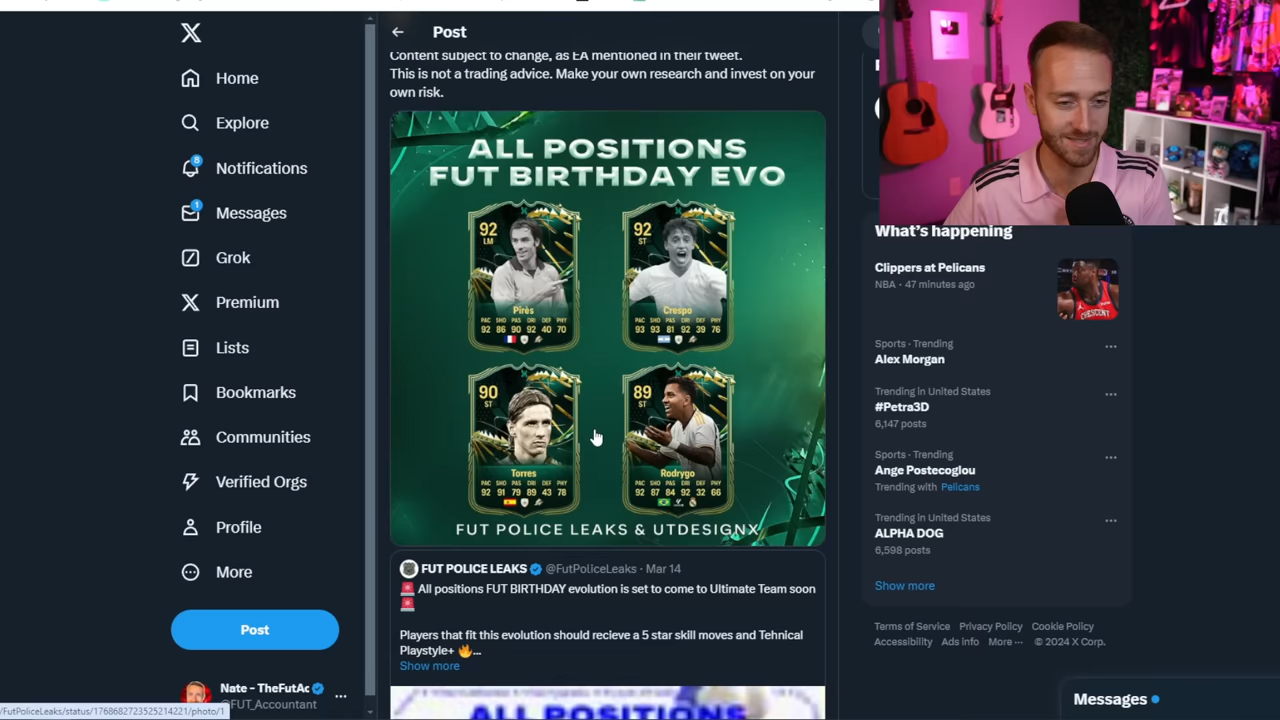 Post
Content subject to change, as EA mentioned in their tweet.
This is not a trading advice. Make your own research and invest on your
own risk.
ALL POSITIONS
FUT BIRTHDAY EVO
92
LM
Pirès
PAC SHO PAS DRI DEF PHY
92 86 90 92 40 70
92
ST
Crespo
PAC SHO PAS DRI DEF PHY
93 93 81 92 39 76
90
ST
Torres
PAC SHO PAS DRI DEF PHY
92 91 79 89 43 78
89
ST
Rodrygo
PAC SHO PAS DRI DEF PHY
92 87 84 92 32 66
FUT POLICE LEAKS & UTDESIGNX
FUT POLICE LEAKS @FutPoliceLeaks · Mar 14
All positions FUT BIRTHDAY evolution is set to come to Ultimate Team soon
Players that fit this evolution should recieve a 5 star skill moves and Tehnical
Playstyle+ ...
Show more
ALL POSITIONS
Home
Explore
6
Notifications
1
Messages
Grok
Premium
Lists
Bookmarks
Communities
Verified Orgs
Profile
More
Post
Nate - TheFutAc
@FUT_Accountant
/FutPoliceLeaks/status/1768682723525214221/photo/1
What's happening
Clippers at Pelicans
NBA · 47 minutes ago
CRESCENT
Sports · Trending
Alex Morgan
Trending in United States
#Petra3D
6,147 posts
Sports · Trending
Ange Postecoglou
Trending with Pelicans
Trending in United States
ALPHA DOG
6,598 posts
Show more
Terms of Service Privacy Policy Cookie Policy
Accessibility Ads info More ··· © 2024 X Corp.
Messages